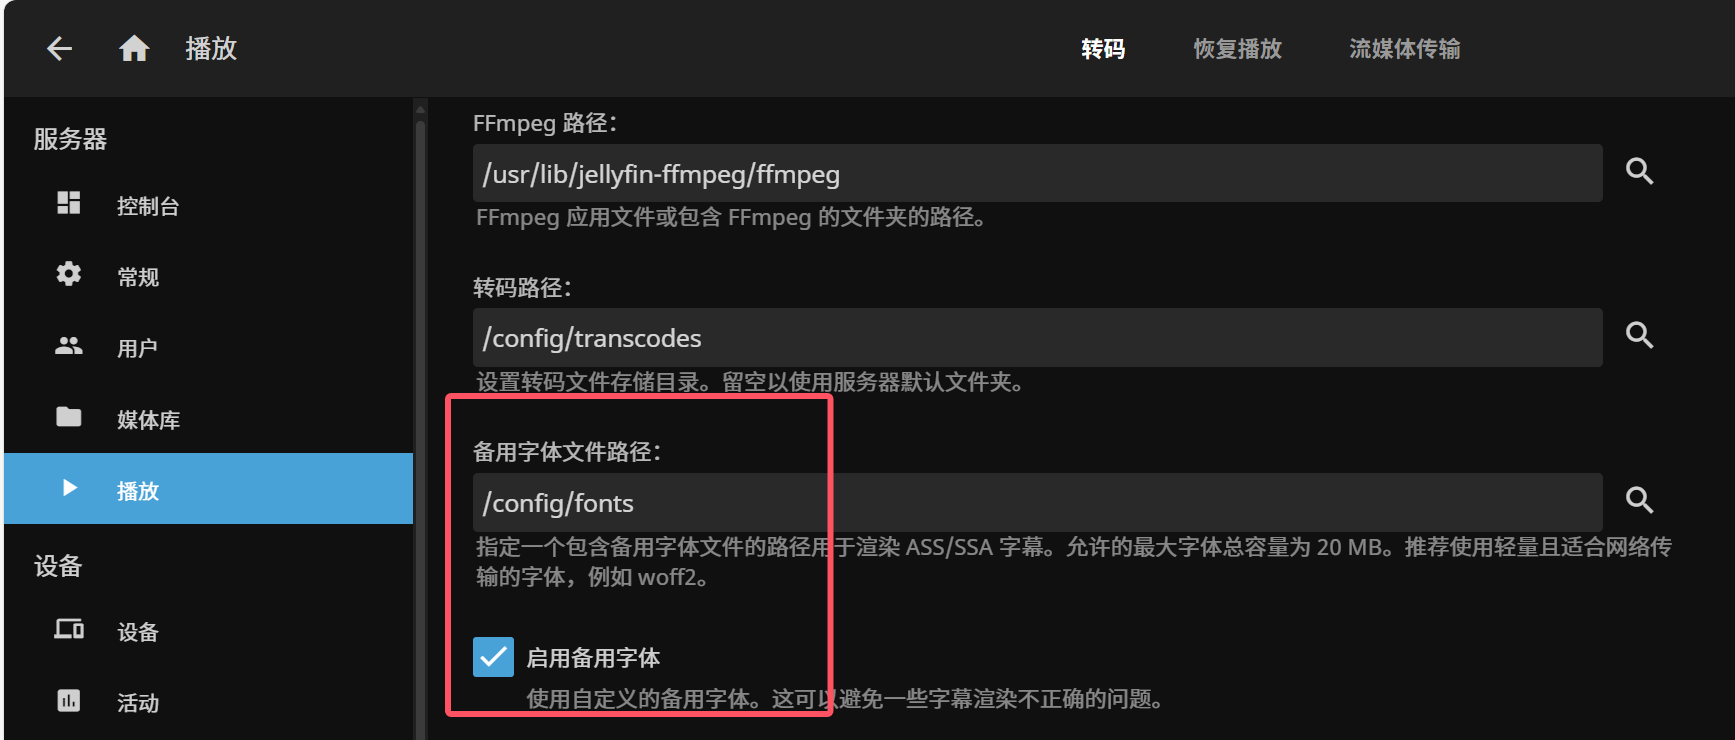 播放
转码
恢复播放
流媒体传输
服务器
控制台
常规
用户
媒体库
播放
设备
设备
活动
FFmpeg 路径：
/usr/lib/jellyfin-ffmpeg/ffmpeg
FFmpeg 应用文件或包含 FFmpeg 的文件夹的路径。
转码路径：
/config/transcodes
设置转码文件存储目录。留空以使用服务器默认文件夹。
备用字体文件路径：
/config/fonts
指定一个包含备用字体文件的路径用于渲染 ASS/SSA 字幕。允许的最大字体总容量为 20 MB。推荐使用轻量且适合网络传
输的字体，例如 woff2。
启用备用字体
使用自定义的备用字体。这可以避免一些字幕渲染不正确的问题。